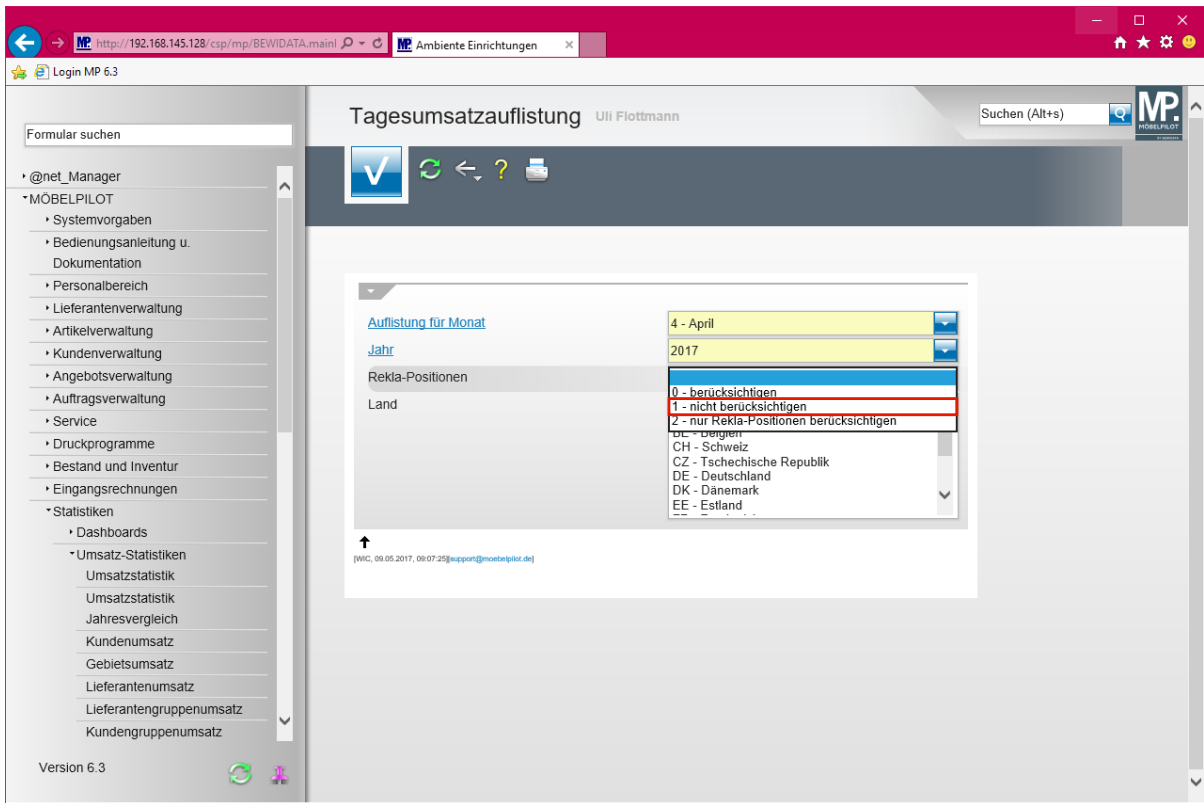 http://192.168.145.128/csp/mp/BEWIDATA.mainl
Ambiente Einrichtungen
Login MP 6.3
Formular suchen
@net_Manager
MÖBELPILOT
Systemvorgaben
Bedienungsanleitung u.
Dokumentation
Personalbereich
Lieferantenverwaltung
Artikelverwaltung
Kundenverwaltung
Angebotsverwaltung
Auftragsverwaltung
Service
Druckprogramme
Bestand und Inventur
Eingangsrechnungen
Statistiken
Dashboards
Umsatz-Statistiken
Umsatzstatistik
Umsatzstatistik
Jahresvergleich
Kundenumsatz
Gebietsumsatz
Lieferantenumsatz
Lieferantengruppenumsatz
Kundengruppenumsatz
Version 6.3
Tagesumsatzauflistung Uli Flottmann
Suchen (Alt+s)
MP.
MÖBELPILOT
Auflistung für Monat 4 - April
Jahr 2017
Rekla-Positionen
0 - berücksichtigen
1 - nicht berücksichtigen
2 - nur Rekla-Positionen berücksichtigen
Land
BE - Belgien
CH - Schweiz
CZ - Tschechische Republik
DE - Deutschland
DK - Dänemark
EE - Estland
[WIC, 09.05.2017, 09:07:25][support@moebelpilot.de]